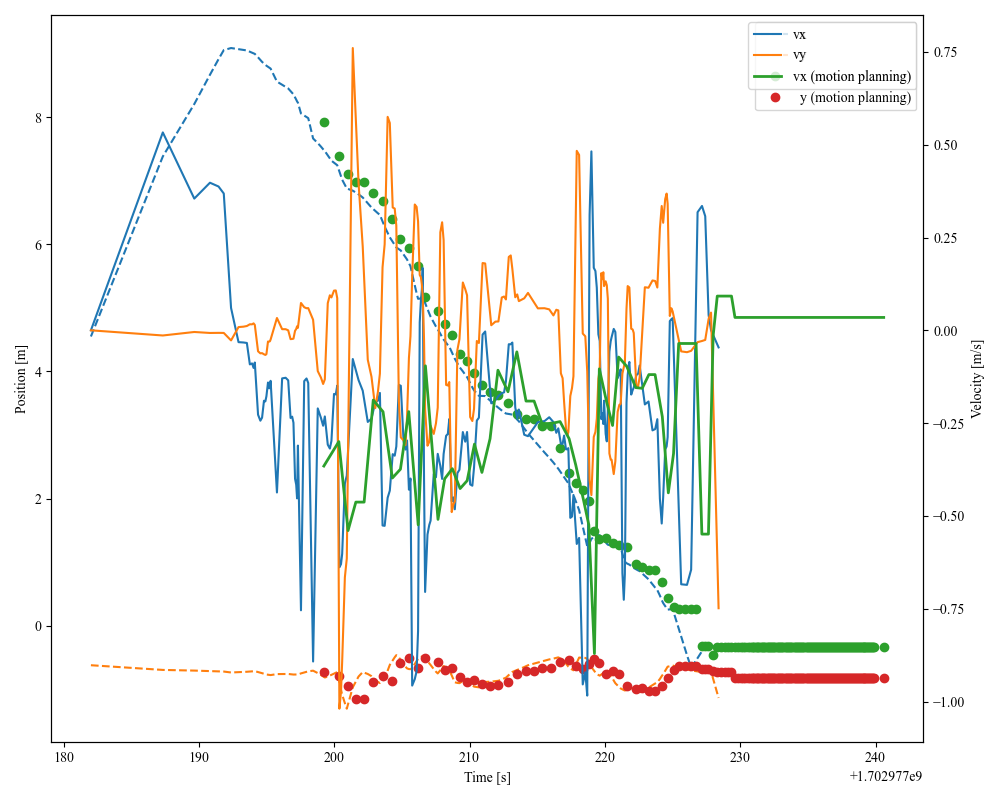 vx
vy
vx (motion planning)
y (motion planning)
8
6
4
2
0
Position [m]
0.75
0.50
0.25
0.00
−0.25
−0.50
−0.75
−1.00
Velocity [m/s]
180
190
200
210
220
230
240
Time [s]
+1.702977e9